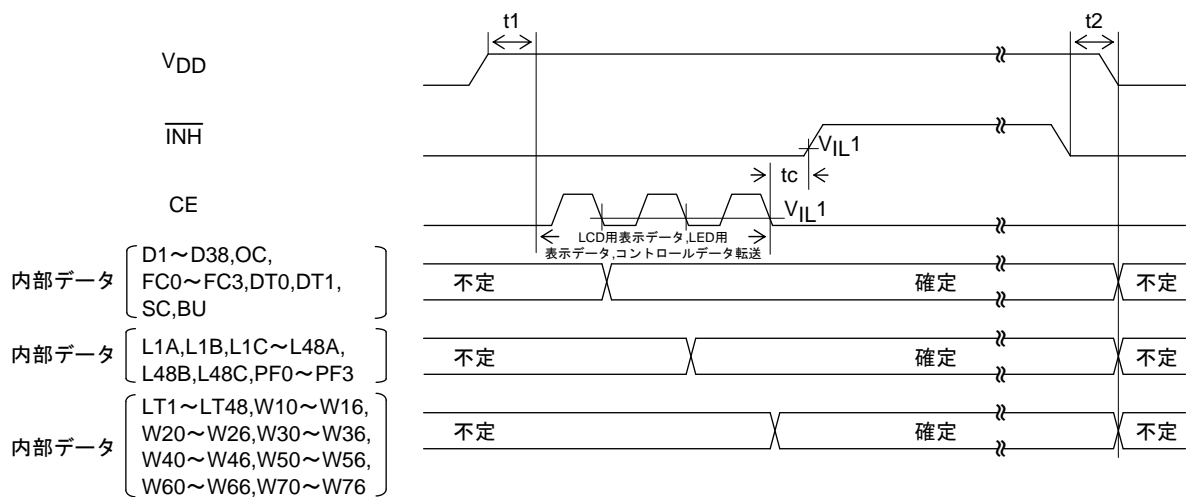 t1
t2
VDD
INH
VIL1
tc
CE
VIL1
LCD用表示データ,LED用
表示データ,コントロールデータ転送
内部データ
D1～D38,OC,
FC0～FC3,DT0,DT1,
SC,BU
不定
確定
不定
内部データ
L1A,L1B,L1C～L48A,
L48B,L48C,PF0～PF3
不定
確定
不定
内部データ
LT1～LT48,W10～W16,
W20～W26,W30～W36,
W40～W46,W50～W56,
W60～W66,W70～W76
不定
確定
不定